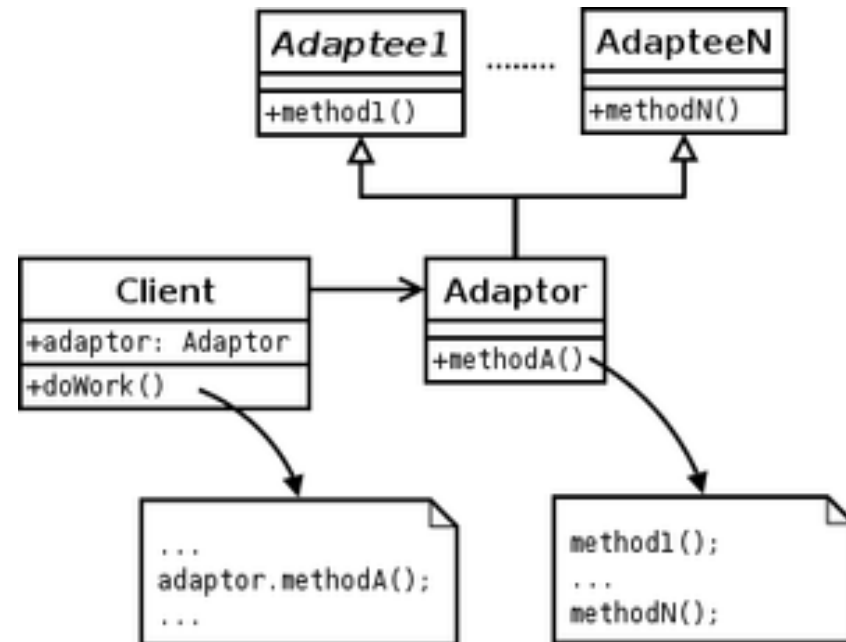 Adaptee1
+method1()
........
AdapteeN
+methodN()
Client
+adaptor: Adaptor
+doWork()
Adaptor
+methodA()
...
adaptor.methodA();
...
method1();
...
methodN();